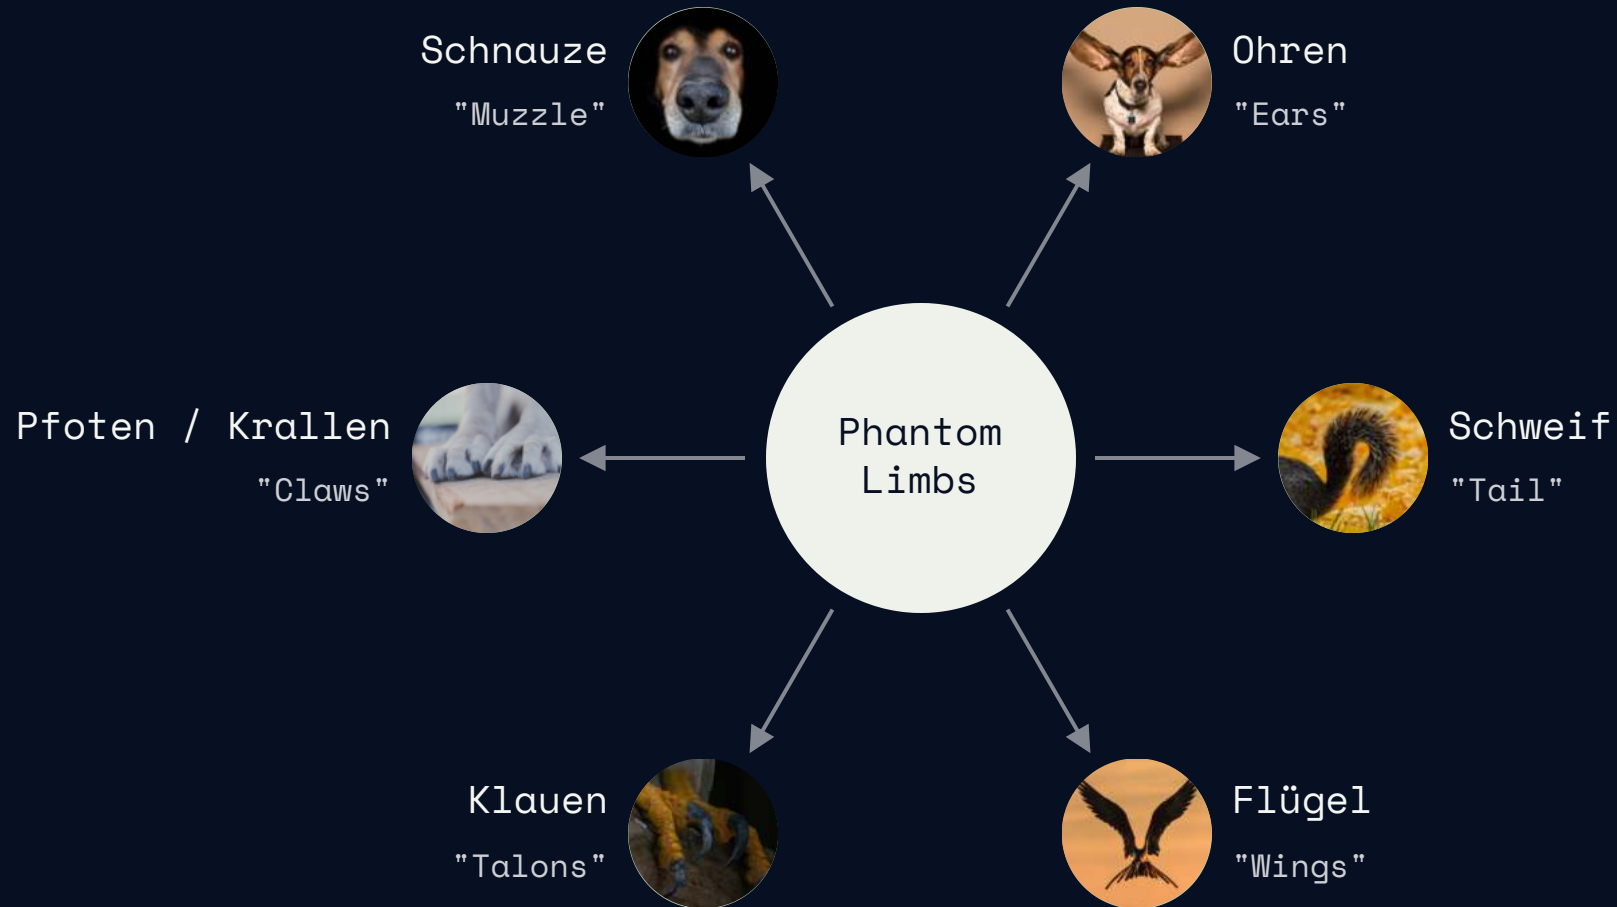 Schnauze
"Muzzle"
Ohren
"Ears"
Pfoten / Krallen
"Claws"
Phantom
Limbs
Schweif
"Tail"
Klauen
"Talons"
Flügel
"Wings"